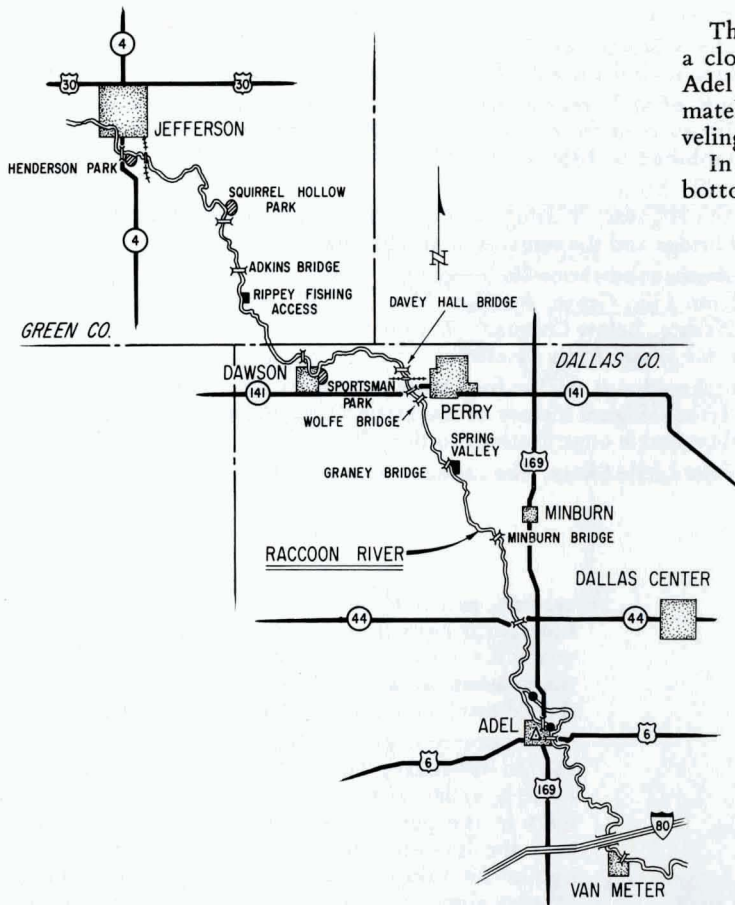 Th
a clo
Adel
mate
veling
In
botto
4
30
30
JEFFERSON
HENDERSON PARK
SQUIRREL HOLLOW
PARK
4
ADKINS BRIDGE
N
RIPPEY FISHING
ACCESS
DAVEY HALL BRIDGE
GREEN CO.
DALLAS CO.
DAWSON
141
SPORTSMAN
PARK
PERRY
141
WOLFE BRIDGE
SPRING
VALLEY
169
GRANEY BRIDGE
MINBURN
RACCOON RIVER
MINBURN BRIDGE
DALLAS CENTER
44
44
ADEL
6
6
169
80
VAN METER